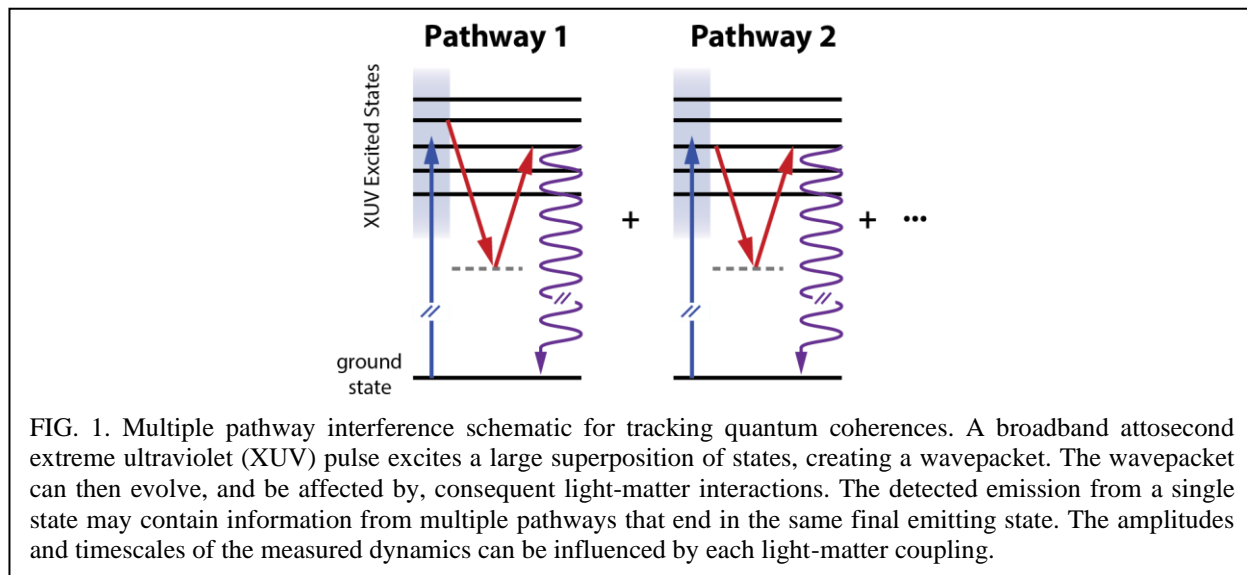 Pathway 1
Pathway 2
XUV Excited States
+
+ •••
ground
state
FIG. 1. Multiple pathway interference schematic for tracking quantum coherences. A broadband attosecond
extreme ultraviolet (XUV) pulse excites a large superposition of states, creating a wavepacket. The wavepacket
can then evolve, and be affected by, consequent light-matter interactions. The detected emission from a single
state may contain information from multiple pathways that end in the same final emitting state. The amplitudes
and timescales of the measured dynamics can be influenced by each light-matter coupling.